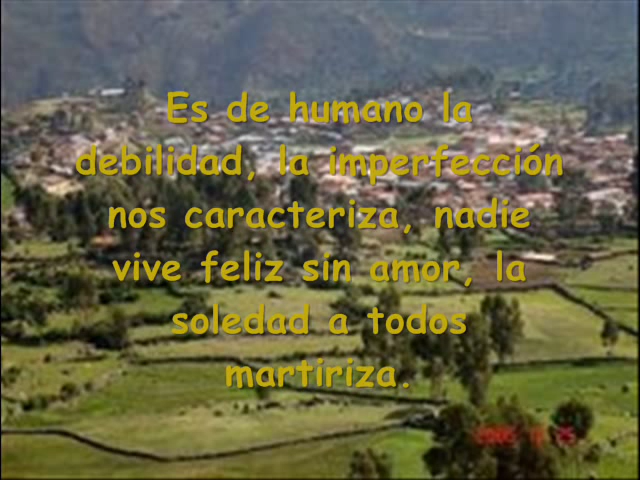 Es de humano la
debilidad, la imperfección
nos caracteriza, nadie
vive feliz sin amor, la
soledad a todos
martiriza.